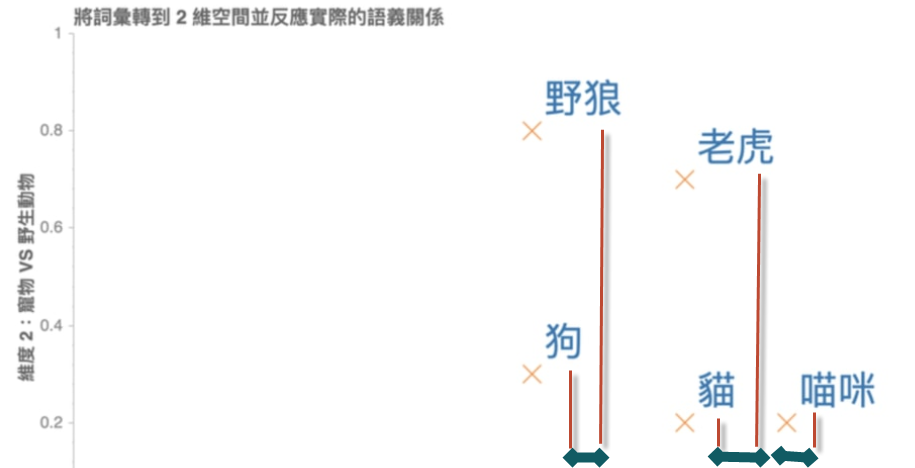 將詞彙轉到 2 維空間並反應實際的語義關係
1
野狼
0.8
老虎
維度 2：寵物 VS 野生動物
0.6
0.4
狗
貓
喵咪
0.2